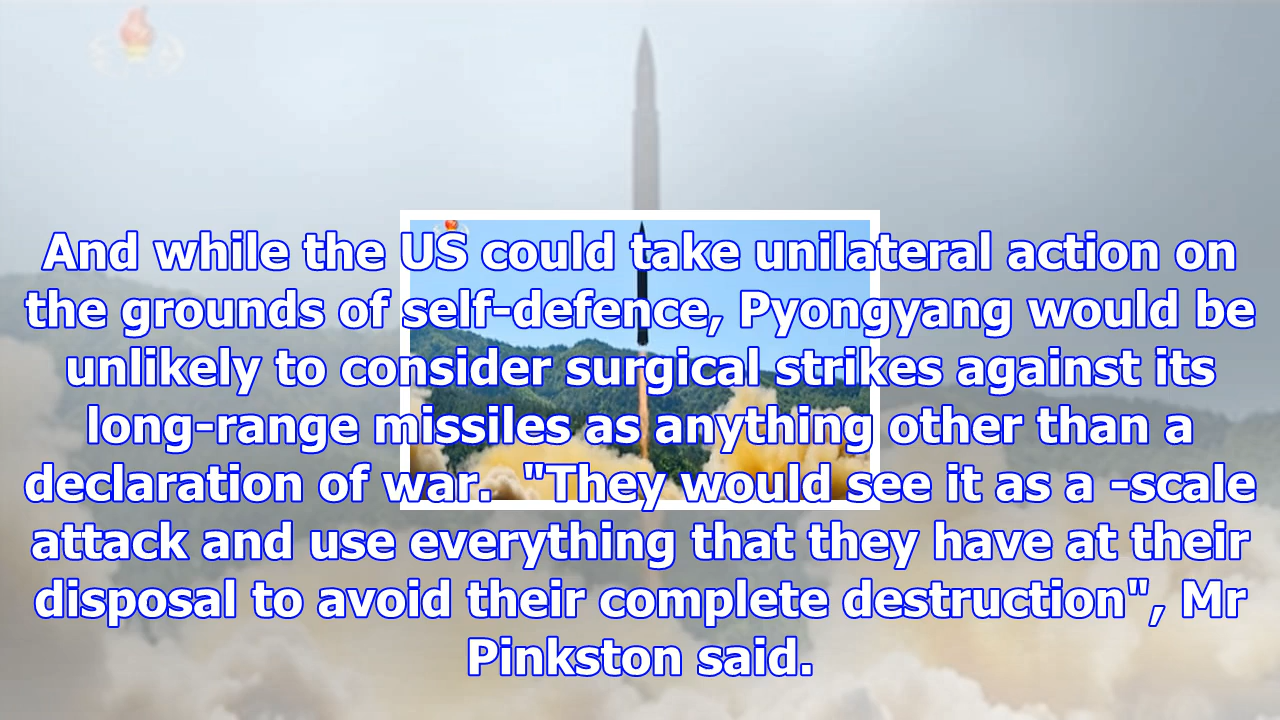 And while the US could take unilateral action on
the grounds of self-defence, Pyongyang would be
unlikely to consider surgical strikes against its
long-range missiles as anything other than a
declaration of war.  "They would see it as a -scale
attack and use everything that they have at their
disposal to avoid their complete destruction", Mr
Pinkston said.